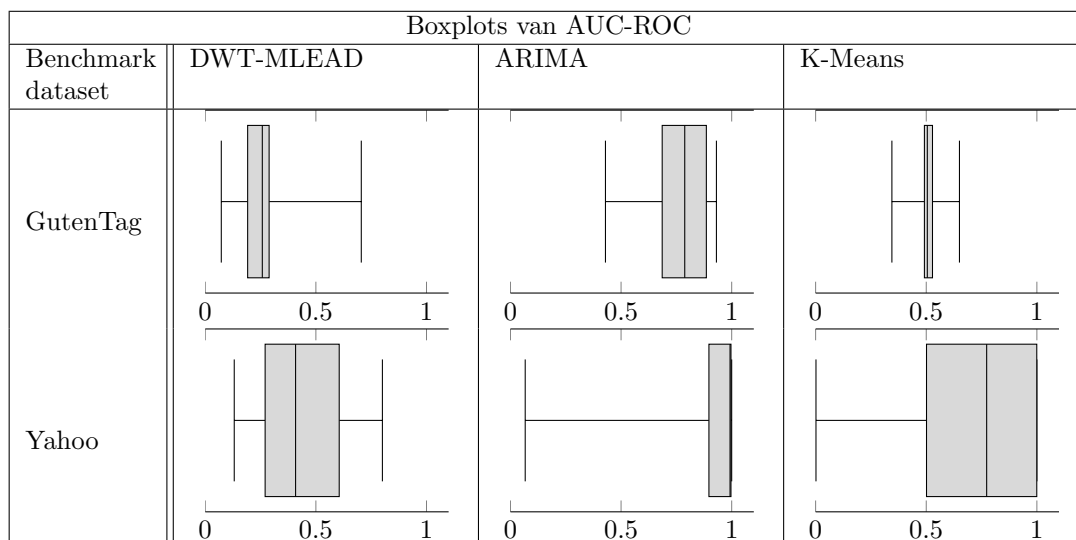 Boxplots van AUC-ROC
Benchmark dataset DWT-MLEAD ARIMA K-Means
GutenTag
0 0.5 1 0 0.5 1 0 0.5 1
Yahoo
0 0.5 1 0 0.5 1 0 0.5 1